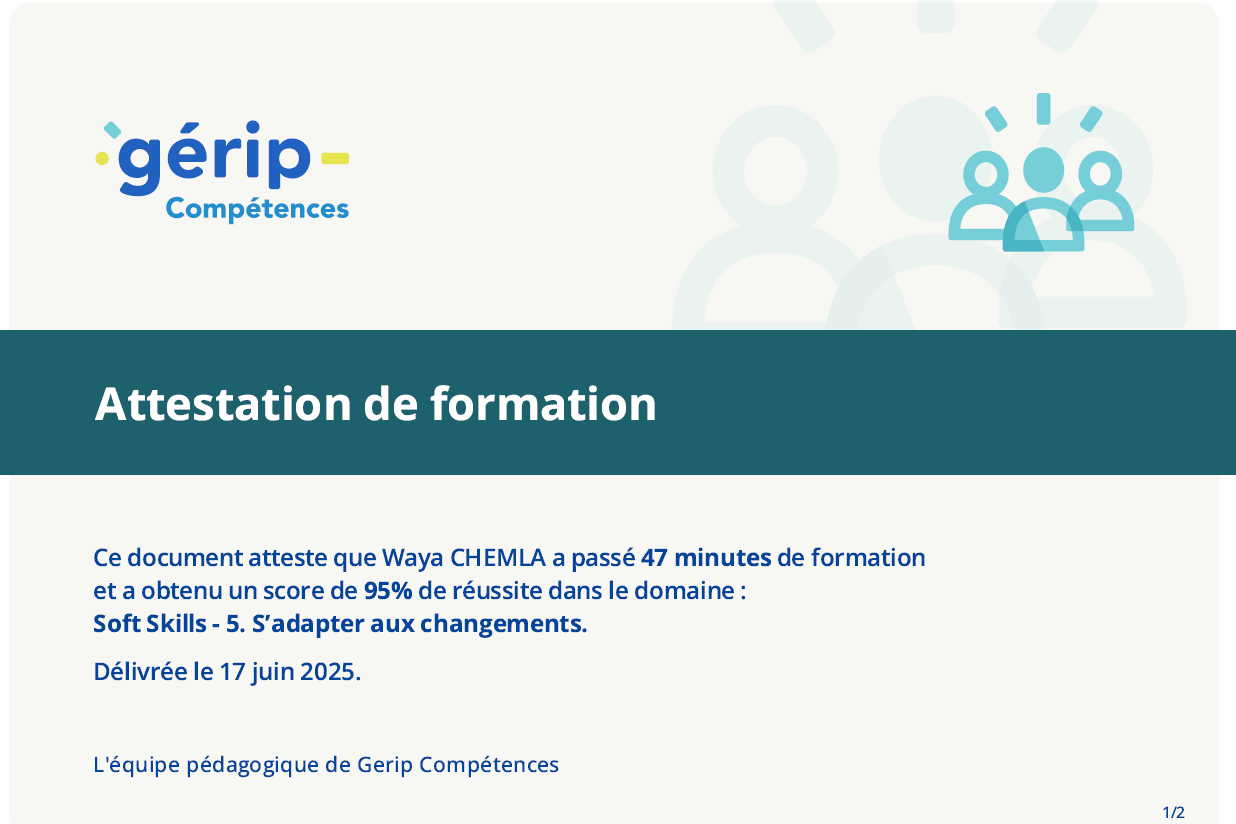 gérip
Compétences
Attestation de formation
Ce document atteste que Waya CHEMLA a passé 47 minutes de formation
et a obtenu un score de 95% de réussite dans le domaine :
Soft Skills - 5. S’adapter aux changements.
Délivrée le 17 juin 2025.
L'équipe pédagogique de Gerip Compétences
1/2